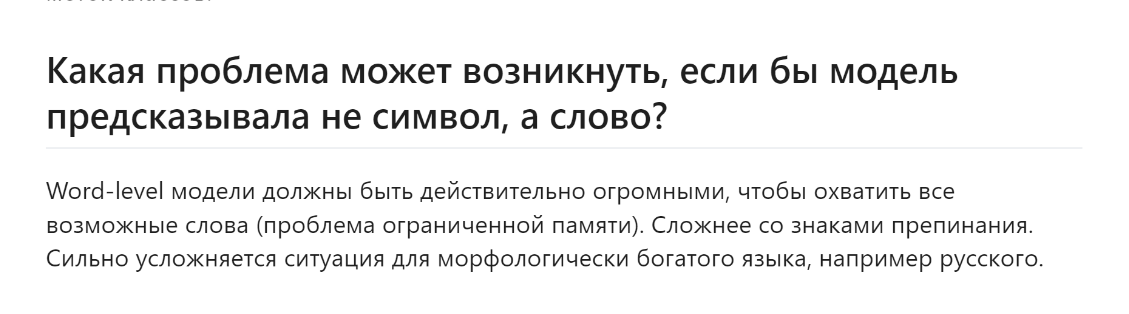 Какая проблема может возникнуть, если бы модель
предсказывала не символ, а слово?
Word-level модели должны быть действительно огромными, чтобы охватить все
возможные слова (проблема ограниченной памяти). Сложнее со знаками препинания.
Сильно усложняется ситуация для морфологически богатого языка, например русского.